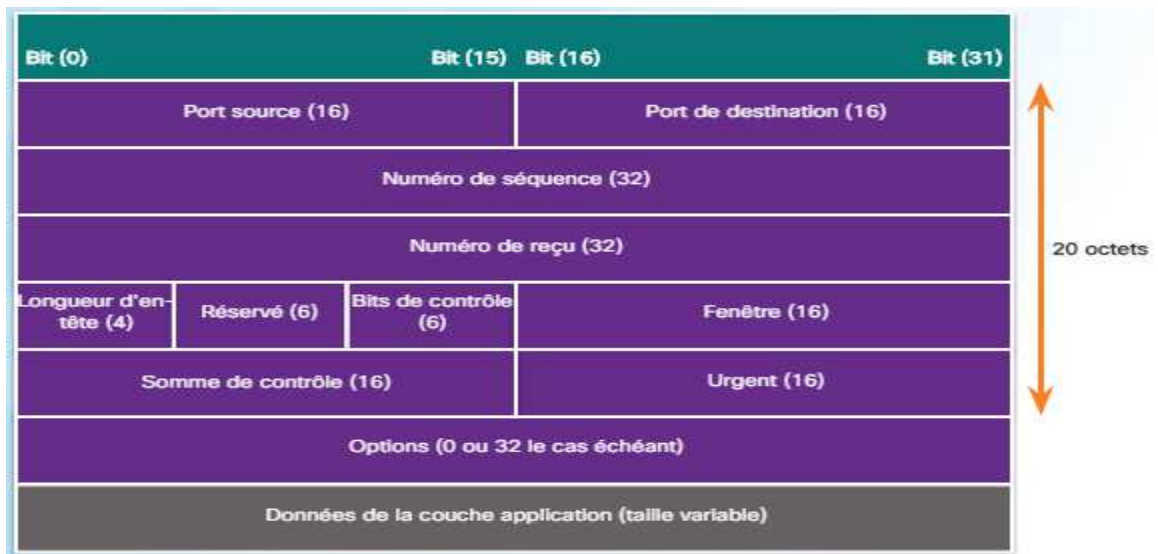 Bit (0) Bit (15) Bit (16) Bit (31)
Port source (16) Port de destination (16)
Numéro de séquence (32)
Numéro de reçu (32)
20 octets
Longueur d'en-
tête (4)
Réservé (6)
Bits de contrôle
(6)
Fenêtre (16)
Somme de contrôle (16) Urgent (16)
Options (0 ou 32 le cas échéant)
Données de la couche application (taille variable)